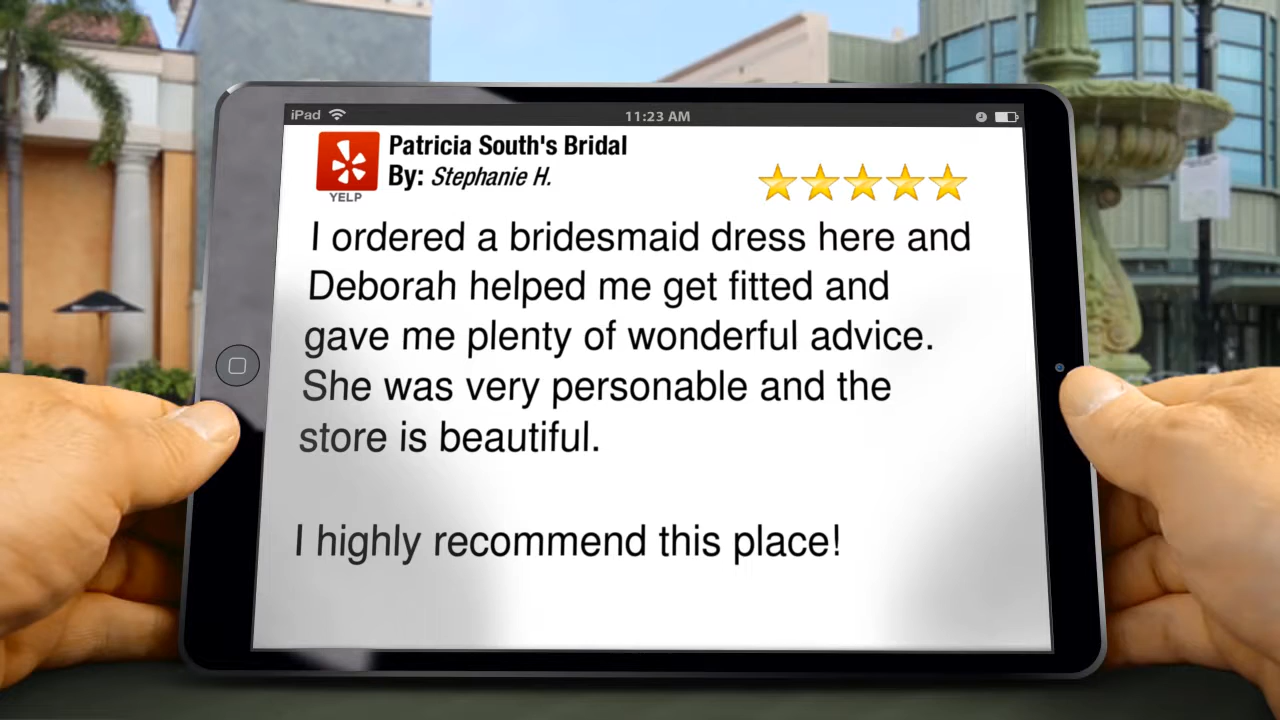 iPad 11:23 AM
Patricia South's Bridal
By: Stephanie H.
YELP
I ordered a bridesmaid dress here and
Deborah helped me get fitted and
gave me plenty of wonderful advice.
She was very personable and the
store is beautiful.
I highly recommend this place!